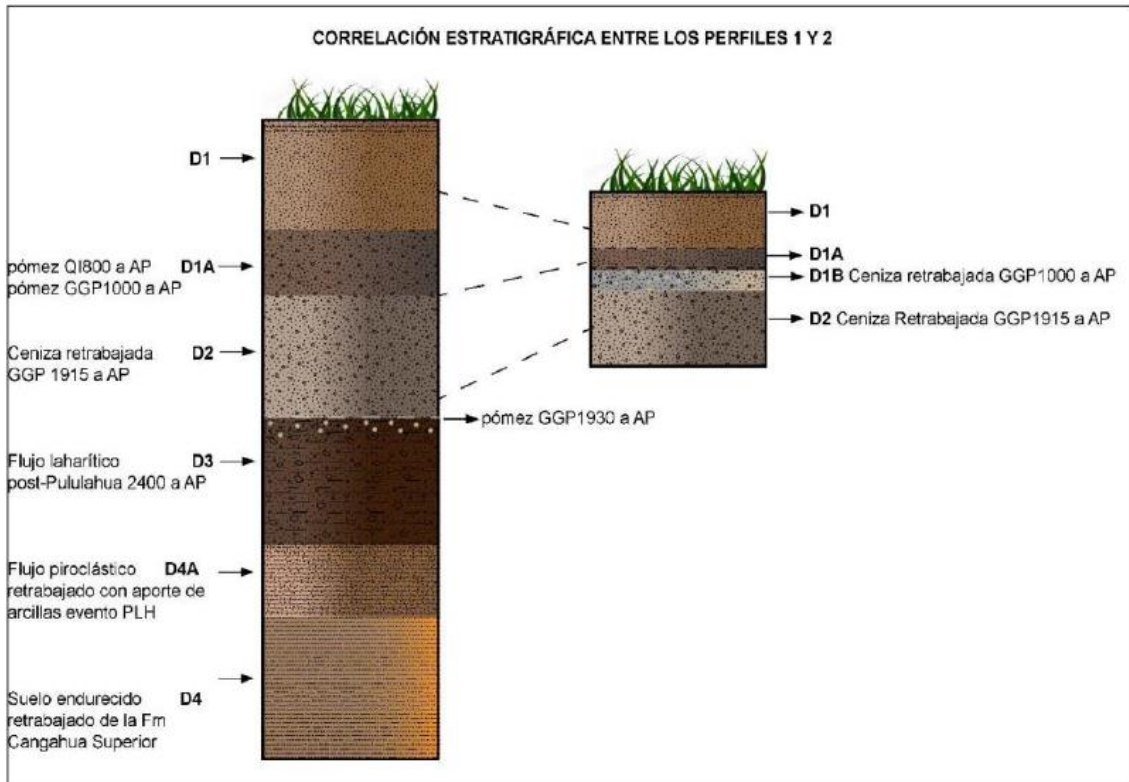 CORRELACIÓN ESTRATIGRÁFICA ENTRE LOS PERFILES 1 Y 2
D1
pómez QI800 a AP D1A
pómez GGP1000 a AP
Ceniza retrabajada D2
GGP 1915 a AP
pómez GGP1930 a AP
Flujo laharítico D3
post-Pululahua 2400 a AP
Flujo piroclástico D4A
retrabajado con aporte de
arcillas evento PLH
Suelo endurecido D4
retrabajado de la Fm
Cangahua Superior
D1
D1A
D1B Ceniza retrabajada GGP1000 a AP
D2 Ceniza Retrabajada GGP1915 a AP